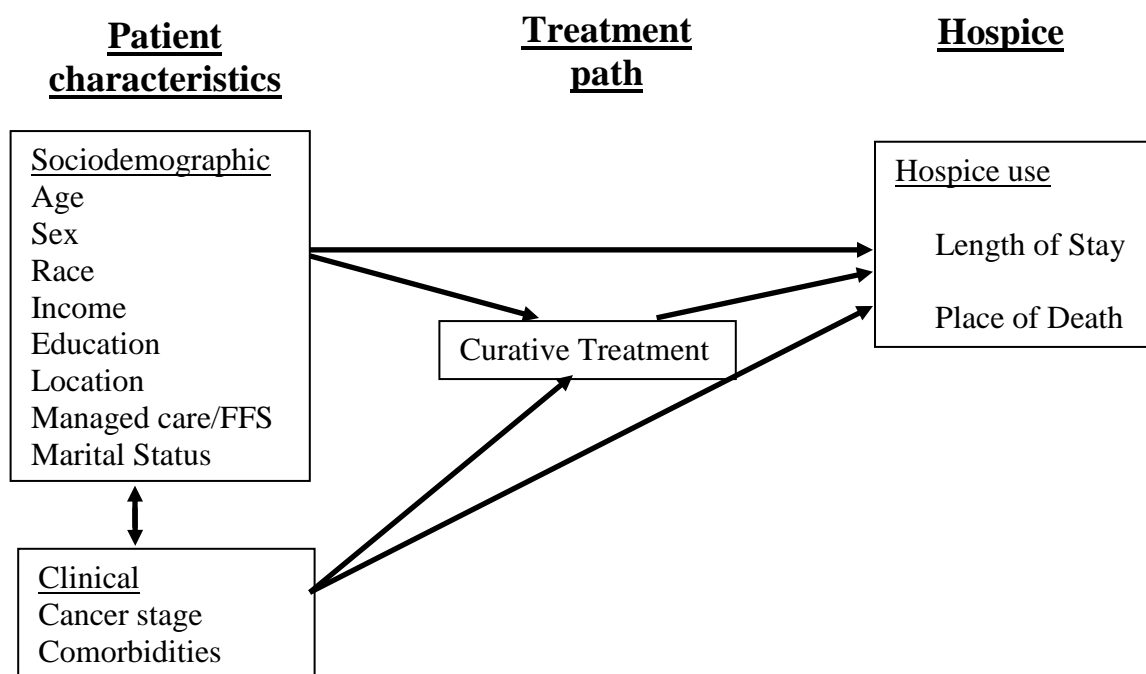 Patient
characteristics
Treatment
path
Hospice
Sociodemographic
Age
Sex
Race
Income
Education
Location
Managed care/FFS
Marital Status
Clinical
Cancer stage
Comorbidities
Curative Treatment
Hospice use
Length of Stay
Place of Death